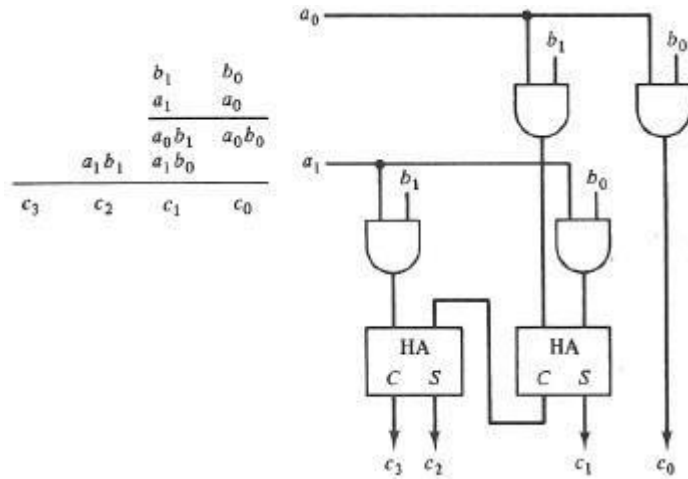 b₁ b₀
a₁ a₀
a₀b₁ a₀b₀
a₁b₁ a₁b₀
c₃ c₂ c₁ c₀
a₀
b₁ b₀
a₁
b₁ b₀
HA HA
C S C S
c₃ c₂ c₁ c₀